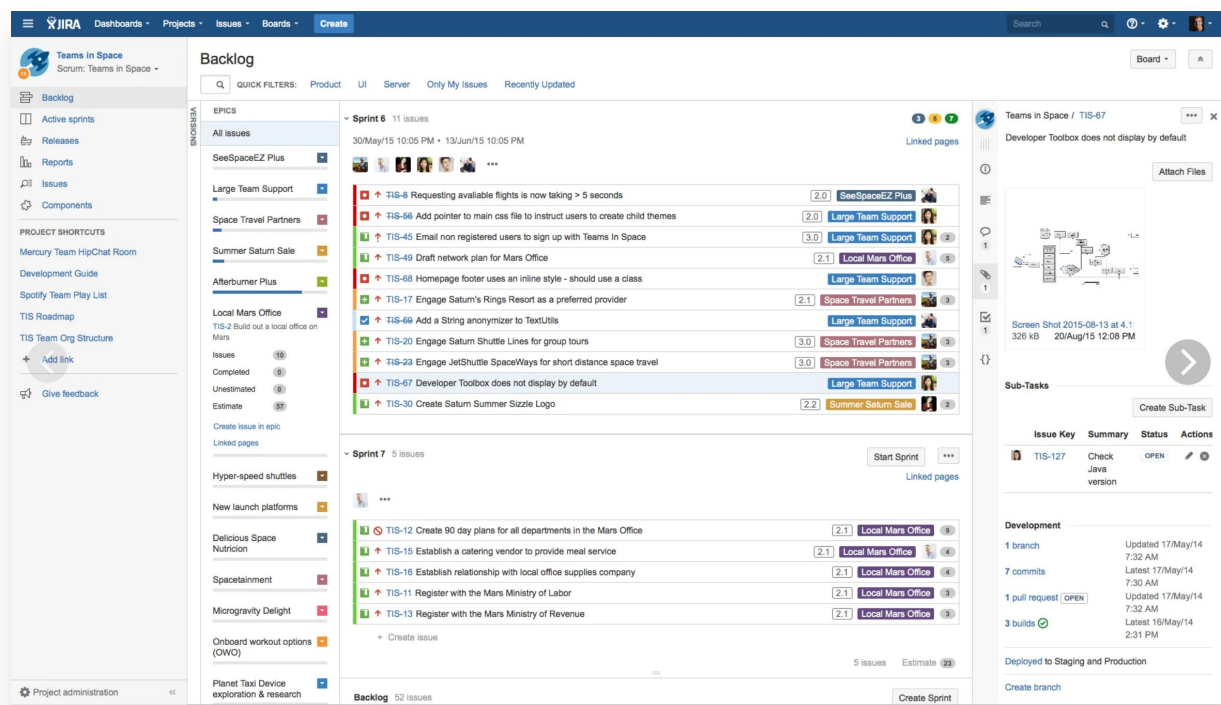 JIRA Dashboards Projects Issues Boards Create Search
Teams in Space
Scrum: Teams in Space
Backlog
Active sprints
Releases
Reports
Issues
Components
PROJECT SHORTCUTS
Mercury Team HipChat Room
Development Guide
Spotify Team Play List
TIS Roadmap
TIS Team Org Structure
+ Add link
Give feedback
Project administration
Backlog
Board
QUICK FILTERS: Product UI Server Only My Issues Recently Updated
VERSIONS
EPICS
All issues
SeeSpaceEZ Plus
Large Team Support
Space Travel Partners
Summer Saturn Sale
Afterburner Plus
Local Mars Office
TIS-2 Build out a local office on
Mars
Issues 10
Completed 0
Unestimated 0
Estimate 57
Create issue in epic
Linked pages
Hyper-speed shuttles
New launch platforms
Delicious Space
Nutricion
Spacetainment
Microgravity Delight
Onboard workout options
(OWO)
Planet Taxi Device
exploration & research
Sprint 6 11 issues 3 8 7
30/May/15 10:05 PM • 13/Jun/15 10:05 PM Linked pages
TIS-8 Requesting avaliable flights is now taking > 5 seconds 2.0 SeeSpaceEZ Plus
TIS-56 Add pointer to main css file to instruct users to create child themes 2.0 Large Team Support
TIS-45 Email non registered users to sign up with Teams In Space 3.0 Large Team Support 2
TIS-49 Draft network plan for Mars Office 2.1 Local Mars Office 5
TIS-68 Homepage footer uses an inline style - should use a class Large Team Support
TIS-17 Engage Saturn's Rings Resort as a preferred provider 2.1 Space Travel Partners 3
TIS-69 Add a String anonymizer to TextUtils Large Team Support
TIS-20 Engage Saturn Shuttle Lines for group tours 3.0 Space Travel Partners 3
TIS-23 Engage JetShuttle SpaceWays for short distance space travel 3.0 Space Travel Partners 3
TIS-67 Developer Toolbox does not display by default Large Team Support
TIS-30 Create Saturn Summer Sizzle Logo 2.2 Summer Saturn Sale 2
Sprint 7 5 issues Start Sprint
Linked pages
TIS-12 Create 90 day plans for all departments in the Mars Office 2.1 Local Mars Office 9
TIS-15 Establish a catering vendor to provide meal service 2.1 Local Mars Office 4
TIS-16 Establish relationship with local office supplies company 2.1 Local Mars Office 4
TIS-11 Register with the Mars Ministry of Labor 2.1 Local Mars Office 3
TIS-13 Register with the Mars Ministry of Revenue 2.1 Local Mars Office 3
+ Create issue
5 issues Estimate 23
Backlog 52 issues Create Sprint
1
1
1
Teams in Space / TIS-67
Developer Toolbox does not display by default
Attach Files
Screen Shot 2015-08-13 at 4.1
326 kB 20/Aug/15 12:08 PM
Sub-Tasks
Create Sub-Task
Issue Key Summary Status Actions
TIS-127 Check OPEN
Java
version
Development
1 branch Updated 17/May/14
7:32 AM
7 commits Latest 17/May/14
7:30 AM
1 pull request OPEN Updated 17/May/14
7:32 AM
3 builds Latest 16/May/14
2:31 PM
Deployed to Staging and Production
Create branch